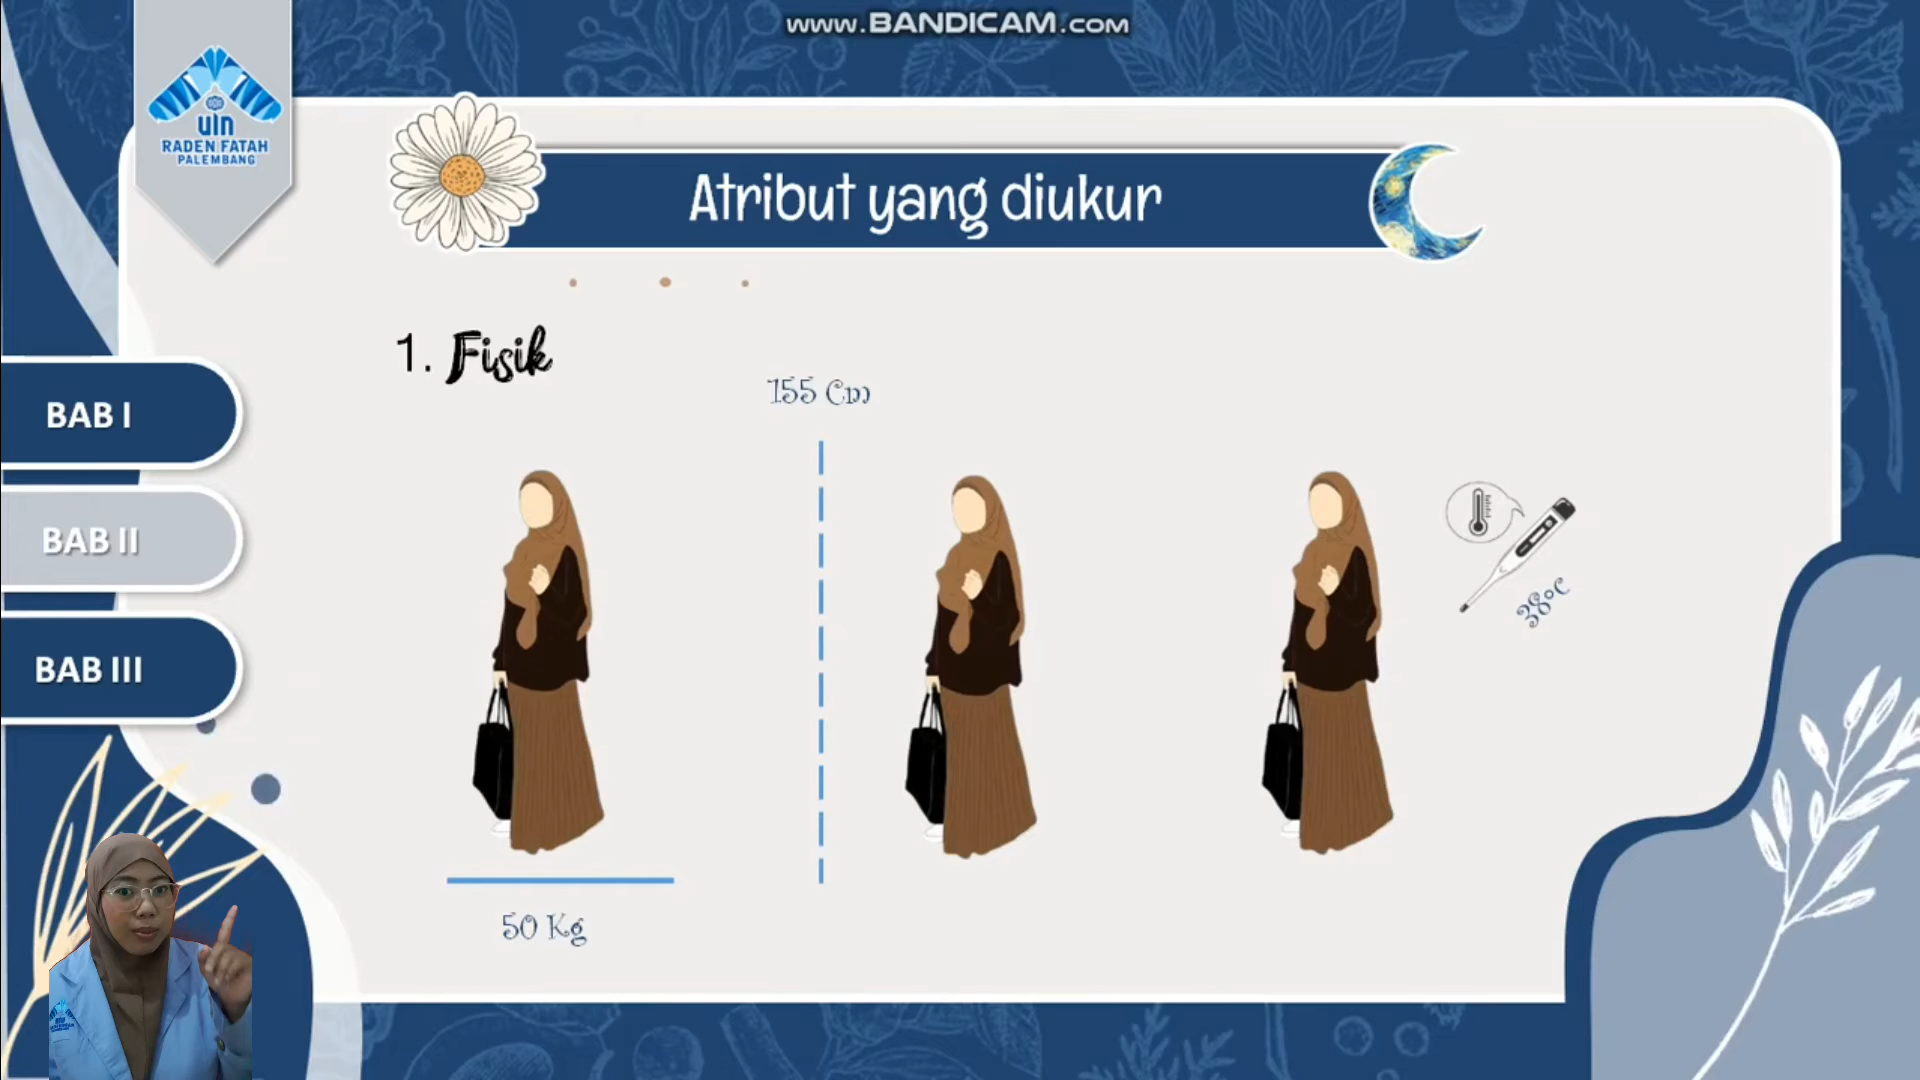 www.BANDICAM.com
uin
RADEN FATAH
PALEMBANG
Atribut yang diukur
1. Fisik
155 Cm
BAB I
BAB II
BAB III
38°C
50 Kg